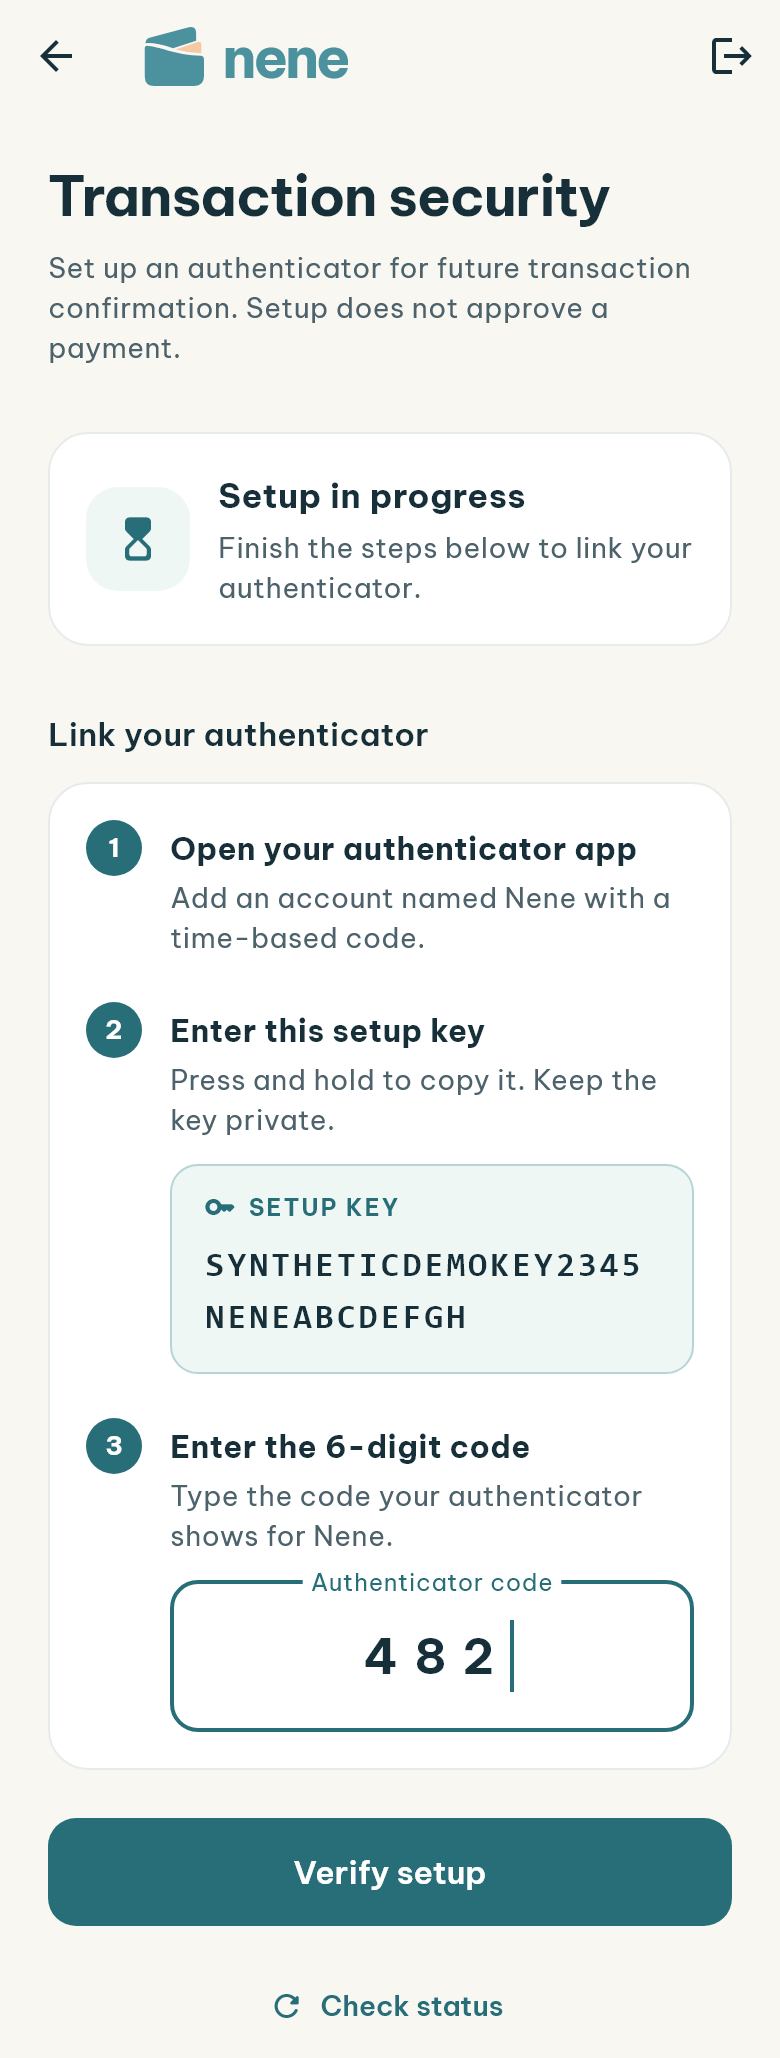 nene
Transaction security
Set up an authenticator for future transaction
confirmation. Setup does not approve a
payment.
Setup in progress
Finish the steps below to link your
authenticator.
Link your authenticator
1
Open your authenticator app
Add an account named Nene with a
time-based code.
2
Enter this setup key
Press and hold to copy it. Keep the
key private.
SETUP KEY
SYNTHETICDEMOKEY2345
NENEABCDEFGH
3
Enter the 6-digit code
Type the code your authenticator
shows for Nene.
Authenticator code
482
Verify setup
Check status